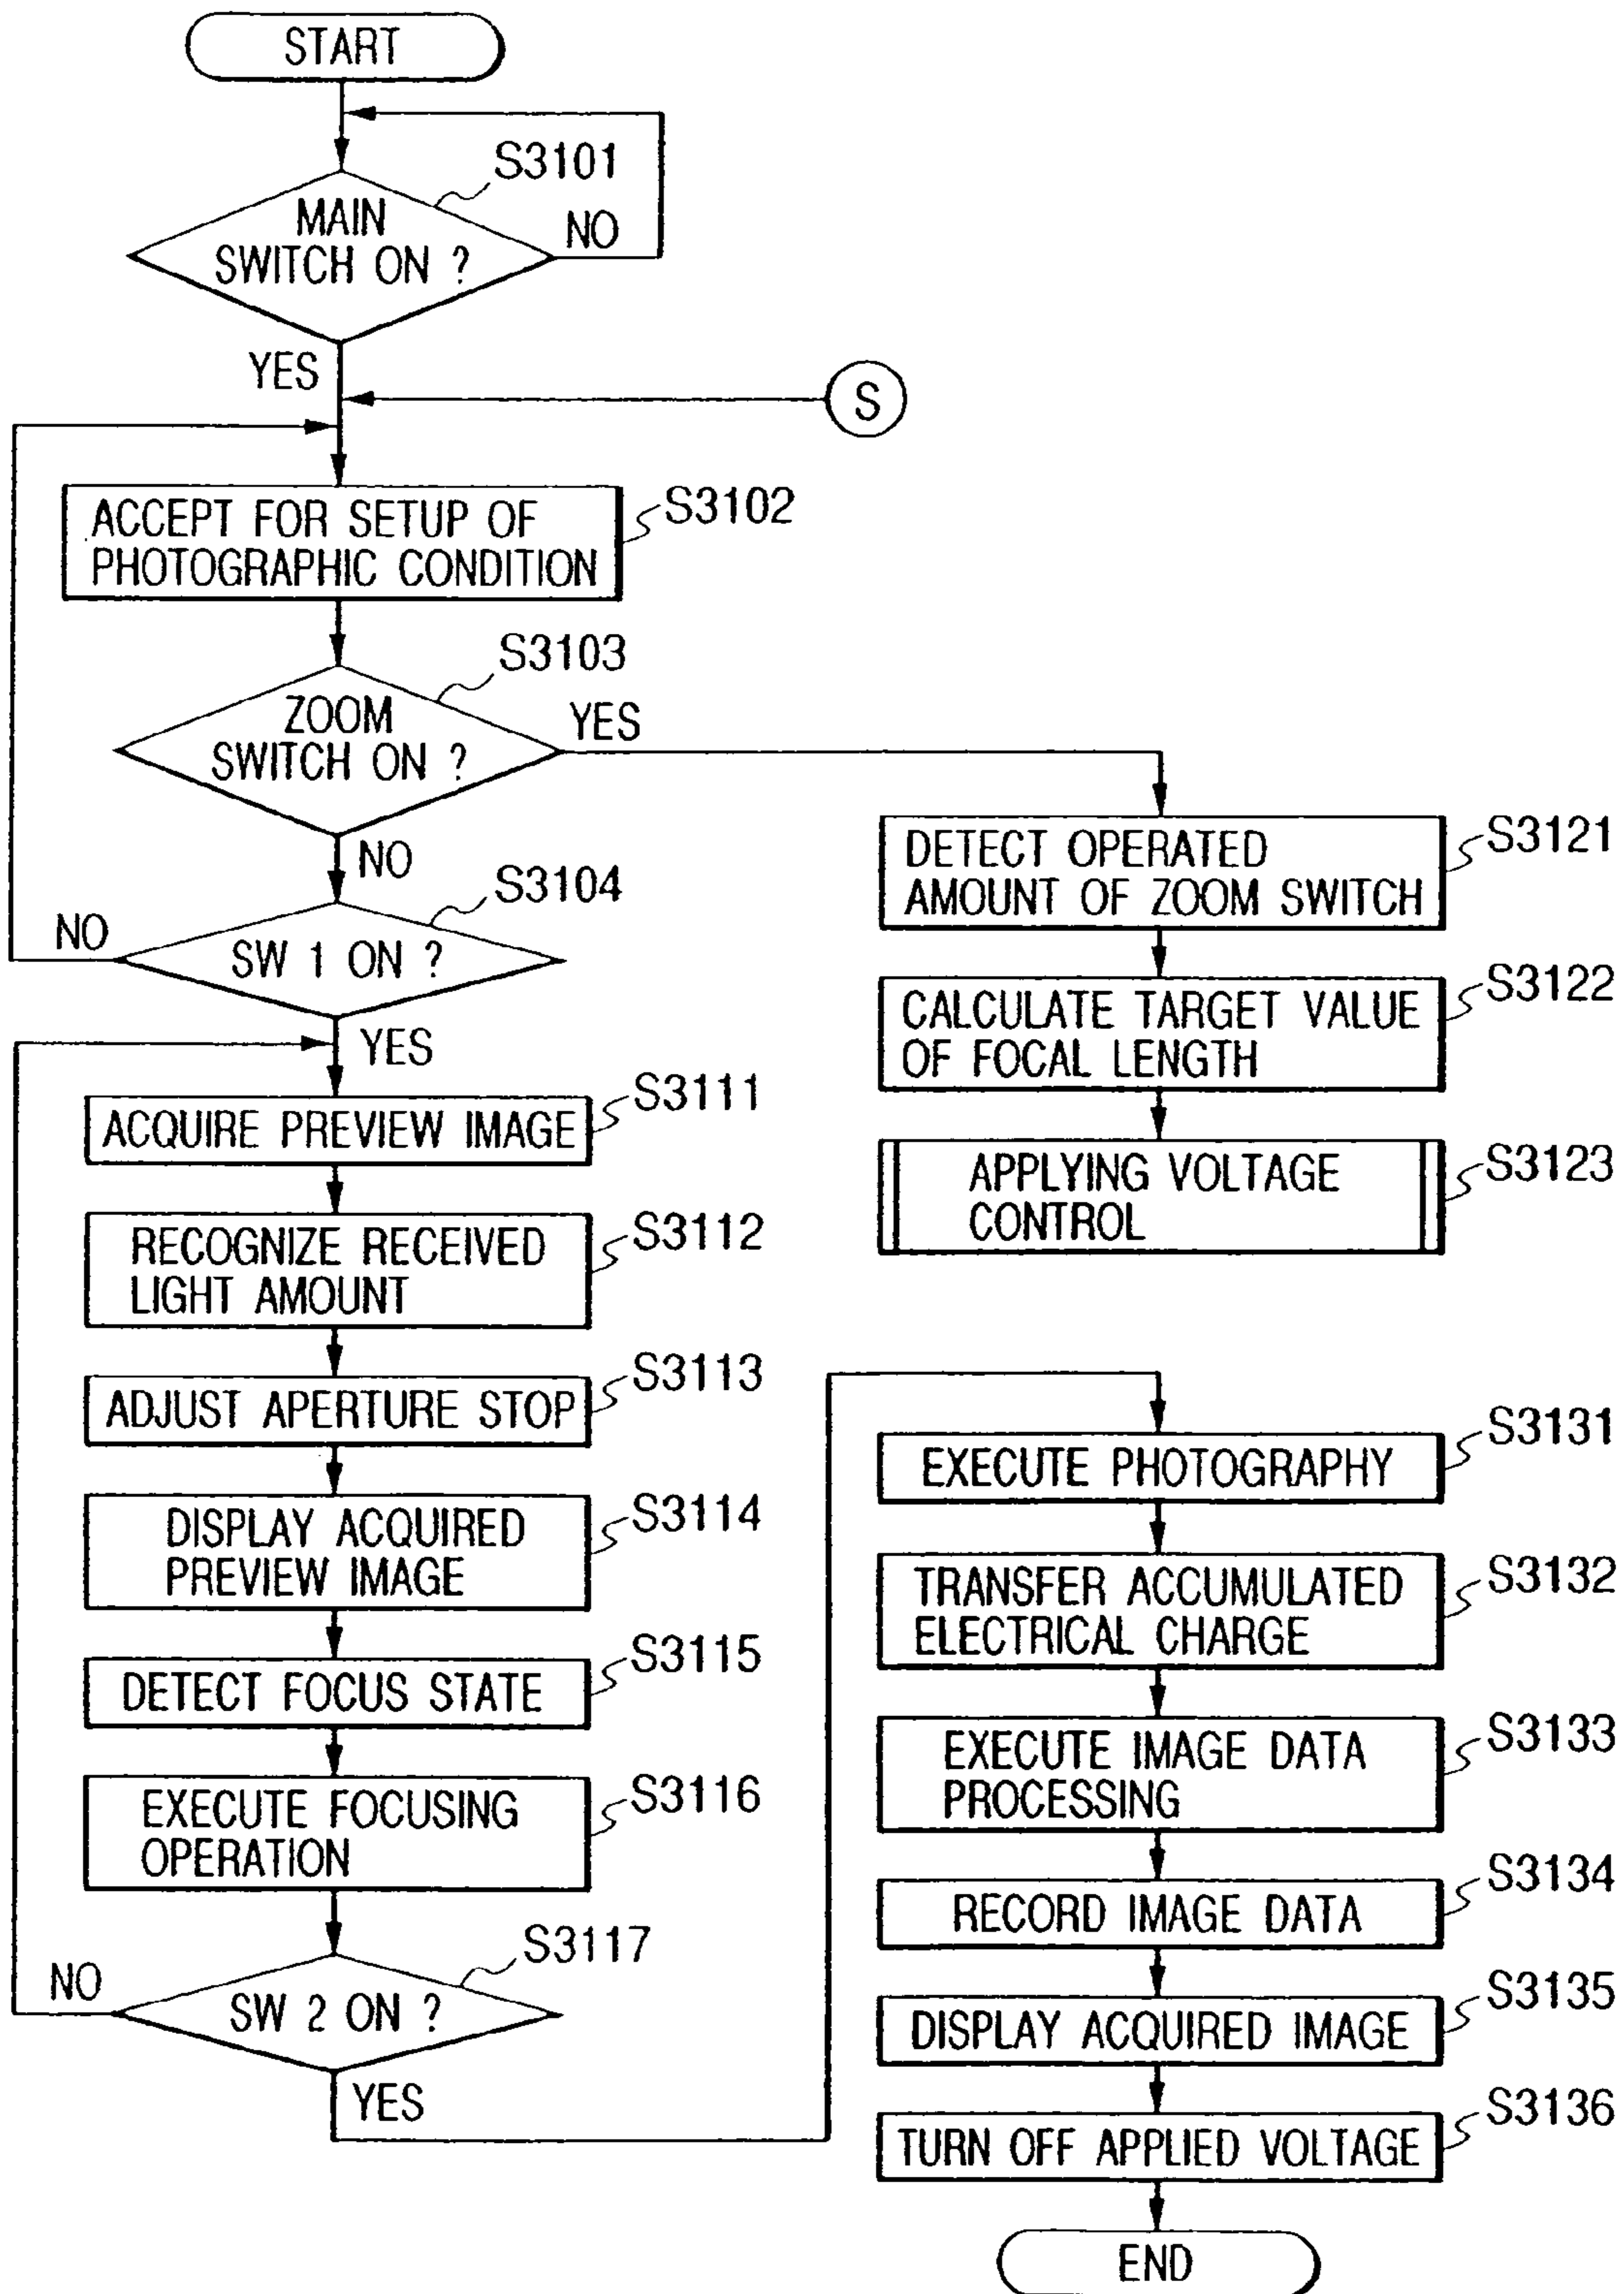 START
S3101
MAIN
SWITCH ON ?
NO
YES
S
ACCEPT FOR SETUP OF
PHOTOGRAPHIC CONDITION
S3102
S3103
ZOOM
SWITCH ON ?
YES
NO
S3104
SW 1 ON ?
NO
YES
ACQUIRE PREVIEW IMAGE
S3111
RECOGNIZE RECEIVED
LIGHT AMOUNT
S3112
ADJUST APERTURE STOP
S3113
DISPLAY ACQUIRED
PREVIEW IMAGE
S3114
DETECT FOCUS STATE
S3115
EXECUTE FOCUSING
OPERATION
S3116
S3117
SW 2 ON ?
NO
YES
DETECT OPERATED
AMOUNT OF ZOOM SWITCH
S3121
CALCULATE TARGET VALUE
OF FOCAL LENGTH
S3122
APPLYING VOLTAGE
CONTROL
S3123
EXECUTE PHOTOGRAPHY
S3131
TRANSFER ACCUMULATED
ELECTRICAL CHARGE
S3132
EXECUTE IMAGE DATA
PROCESSING
S3133
RECORD IMAGE DATA
S3134
DISPLAY ACQUIRED IMAGE
S3135
TURN OFF APPLIED VOLTAGE
S3136
END